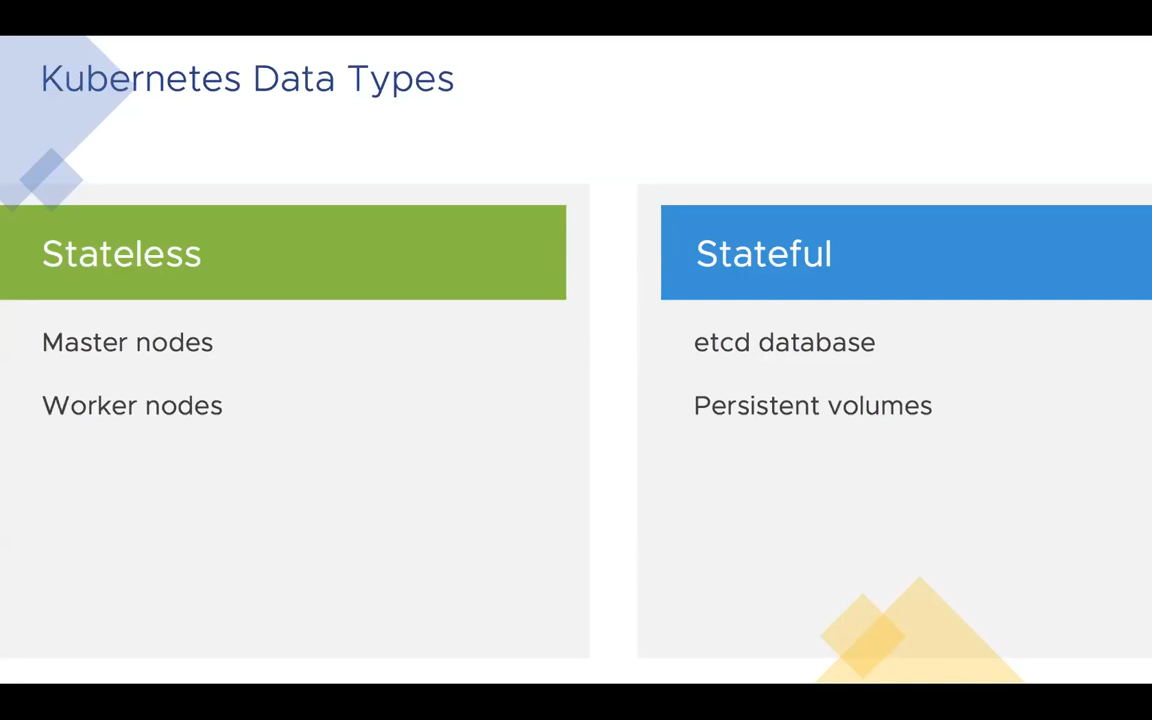 Kubernetes Data Types
Stateless
Master nodes
Worker nodes
Stateful
etcd database
Persistent volumes